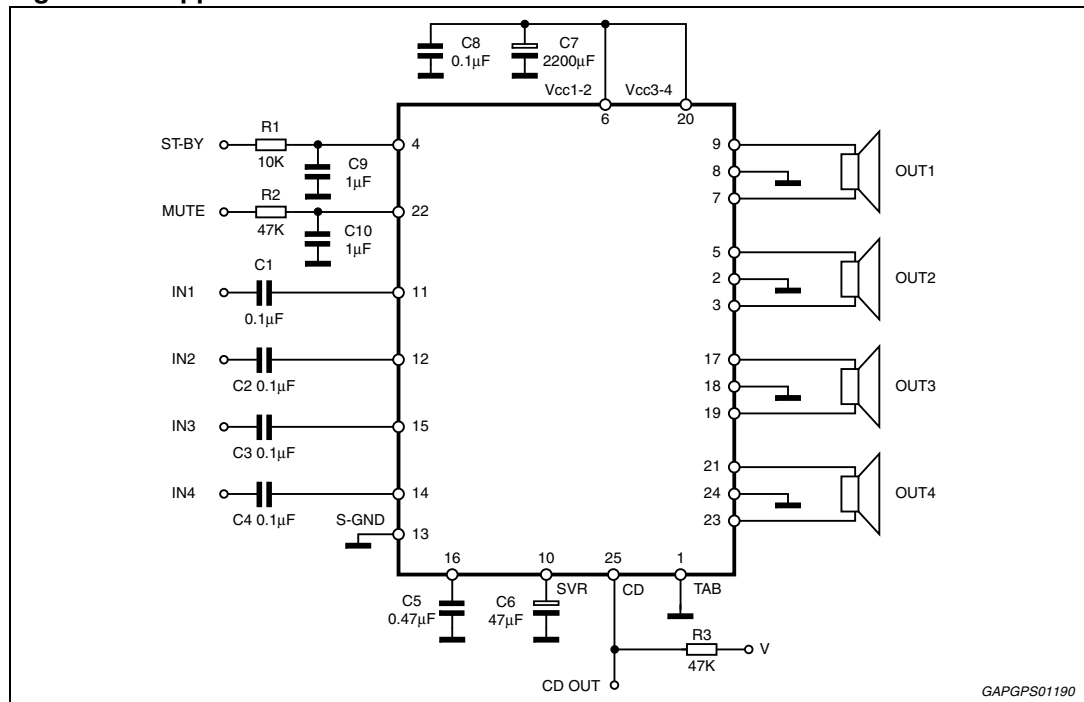 C8
0.1µF
C7
2200µF
Vcc1-2
Vcc3-4
6
20
ST-BY
R1
10K
4
C9
1µF
MUTE
R2
47K
22
C10
1µF
IN1
C1
0.1µF
11
IN2
C2 0.1µF
12
IN3
C3 0.1µF
15
IN4
C4 0.1µF
14
S-GND
13
9
8
7
OUT1
5
2
3
OUT2
17
18
19
OUT3
21
24
23
OUT4
16
10
25
1
SVR
CD
TAB
C5
0.47µF
C6
47µF
R3
47K
V
CD OUT
GAPGPS01190